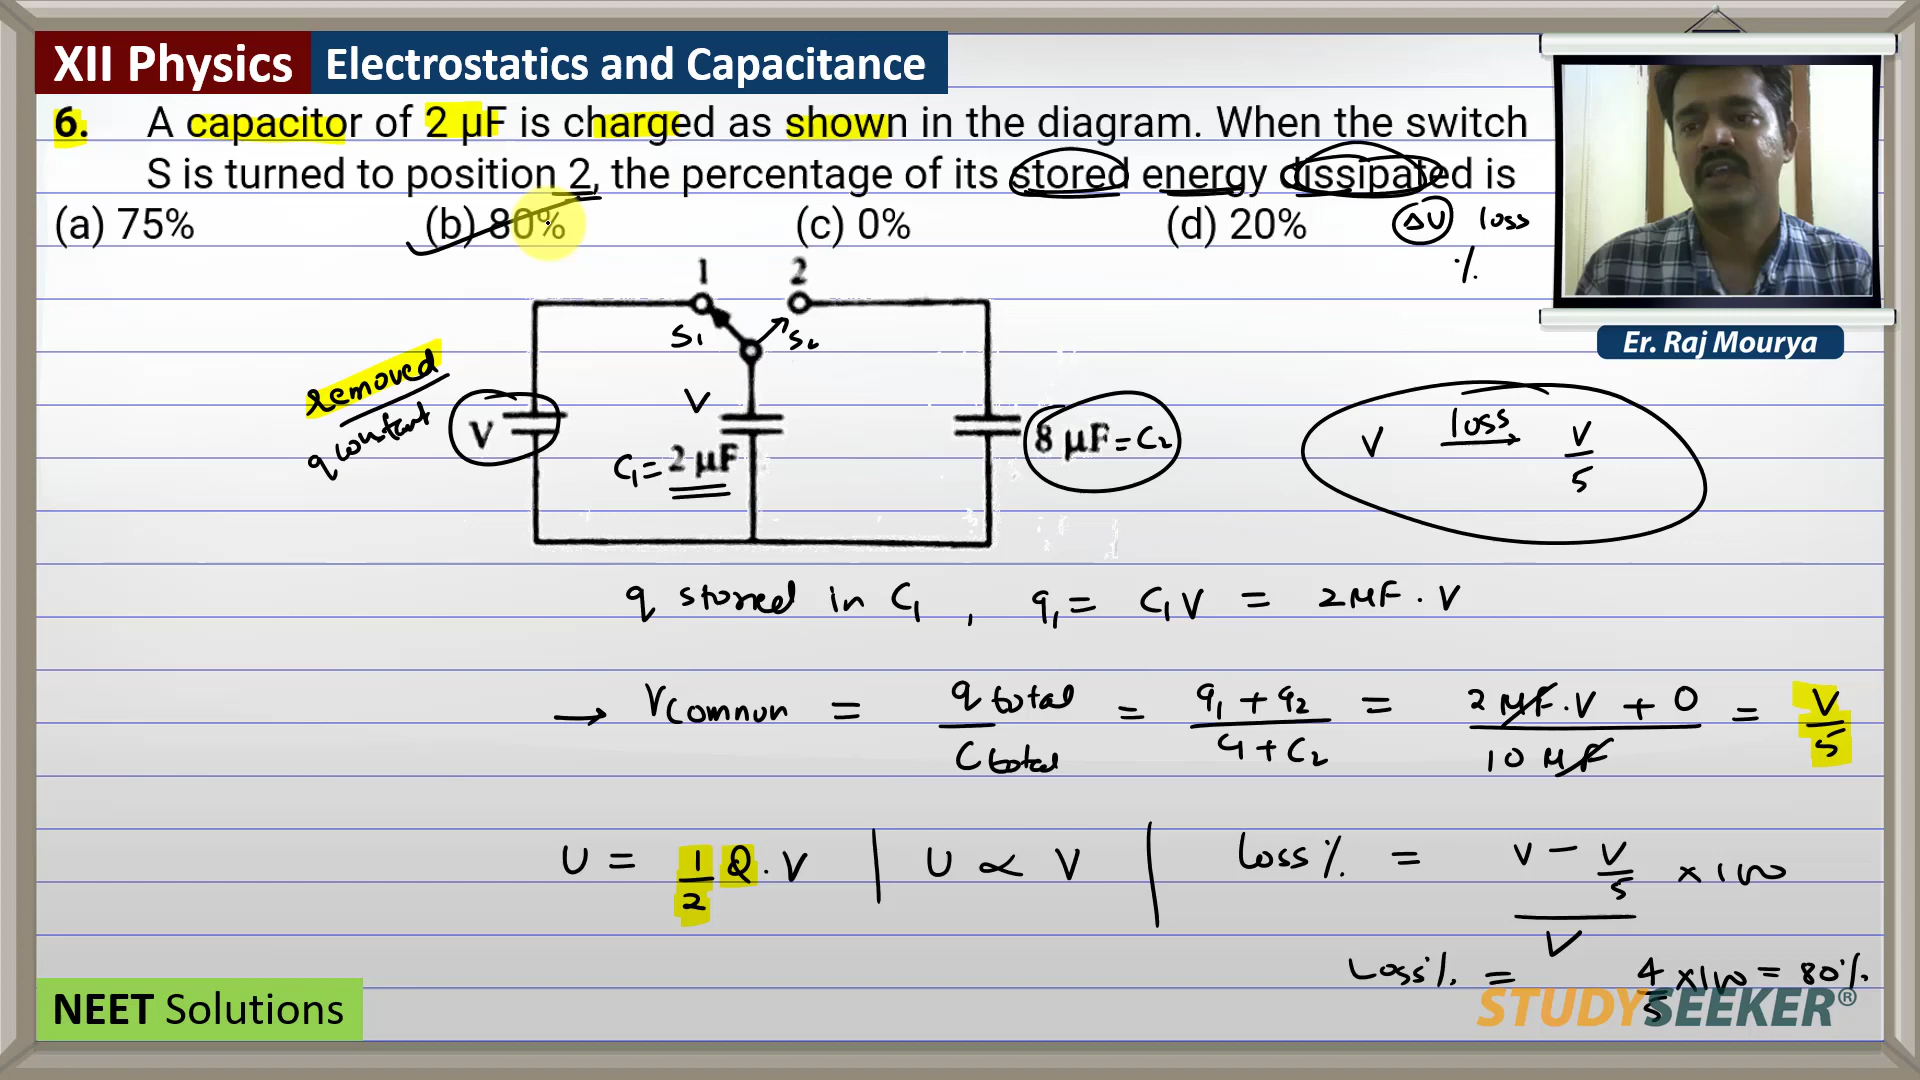 XII Physics Electrostatics and Capacitance
6. A capacitor of 2 μF is charged as shown in the diagram. When the switch
S is turned to position 2, the percentage of its stored energy dissipated is
(a) 75% (b) 80% (c) 0% (d) 20%
ΔU loss
%
1 2
S₁ S₂
removed
q constant
V
V
C₁ = 2 μF
8 μF = C₂
V loss→ V/5
Er. Raj Mourya
q stored in C₁ , q₁ = C₁V = 2μF . V
→ Vcommun = q total / C total = q₁ + q₂ / C₁ + C₂ = 2 μF . V + 0 / 10 μF = V/5
U = 1/2 Q . V | U ∝ V | Loss % = V - V/5 / V × 100
Loss % = 4/5 × 100 = 80 %
NEET Solutions
STUDYSEEKER®